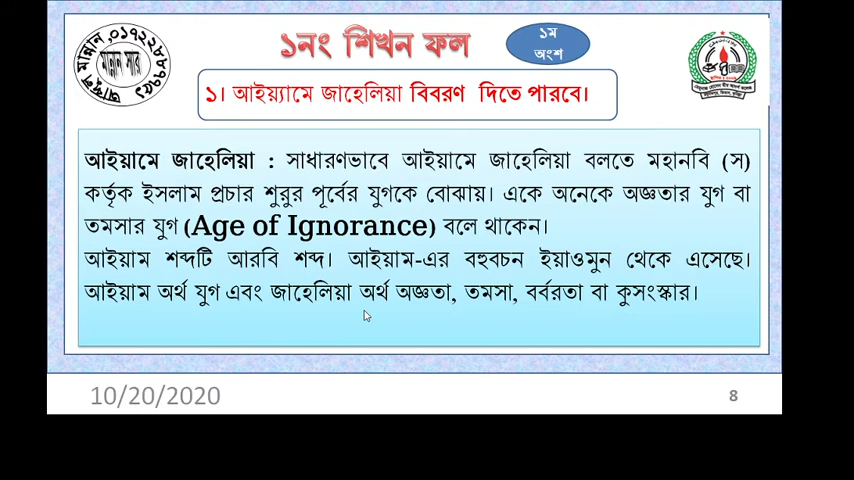 ১নং শিখন ফল
১ম
অংশ
আব্দুল মান্নান ০১৭২২৮৮৭৭৫১
মান্নান সার
১। আইয়্যামে জাহেলিয়া বিবরণ দিতে পারবে।
আইয়ামে জাহেলিয়া : সাধারণভাবে আইয়ামে জাহেলিয়া বলতে মহানবি (স)
কর্তৃক ইসলাম প্রচার শুরুর পূর্বের যুগকে বোঝায়। একে অনেকে অজ্ঞতার যুগ বা
তমসার যুগ (Age of Ignorance) বলে থাকেন।
আইয়াম শব্দটি আরবি শব্দ। আইয়াম-এর বহুবচন ইয়াওমুন থেকে এসেছে।
আইয়াম অর্থ যুগ এবং জাহেলিয়া অর্থ অজ্ঞতা, তমসা, বর্বরতা বা কুসংস্কার।
10/20/2020
8